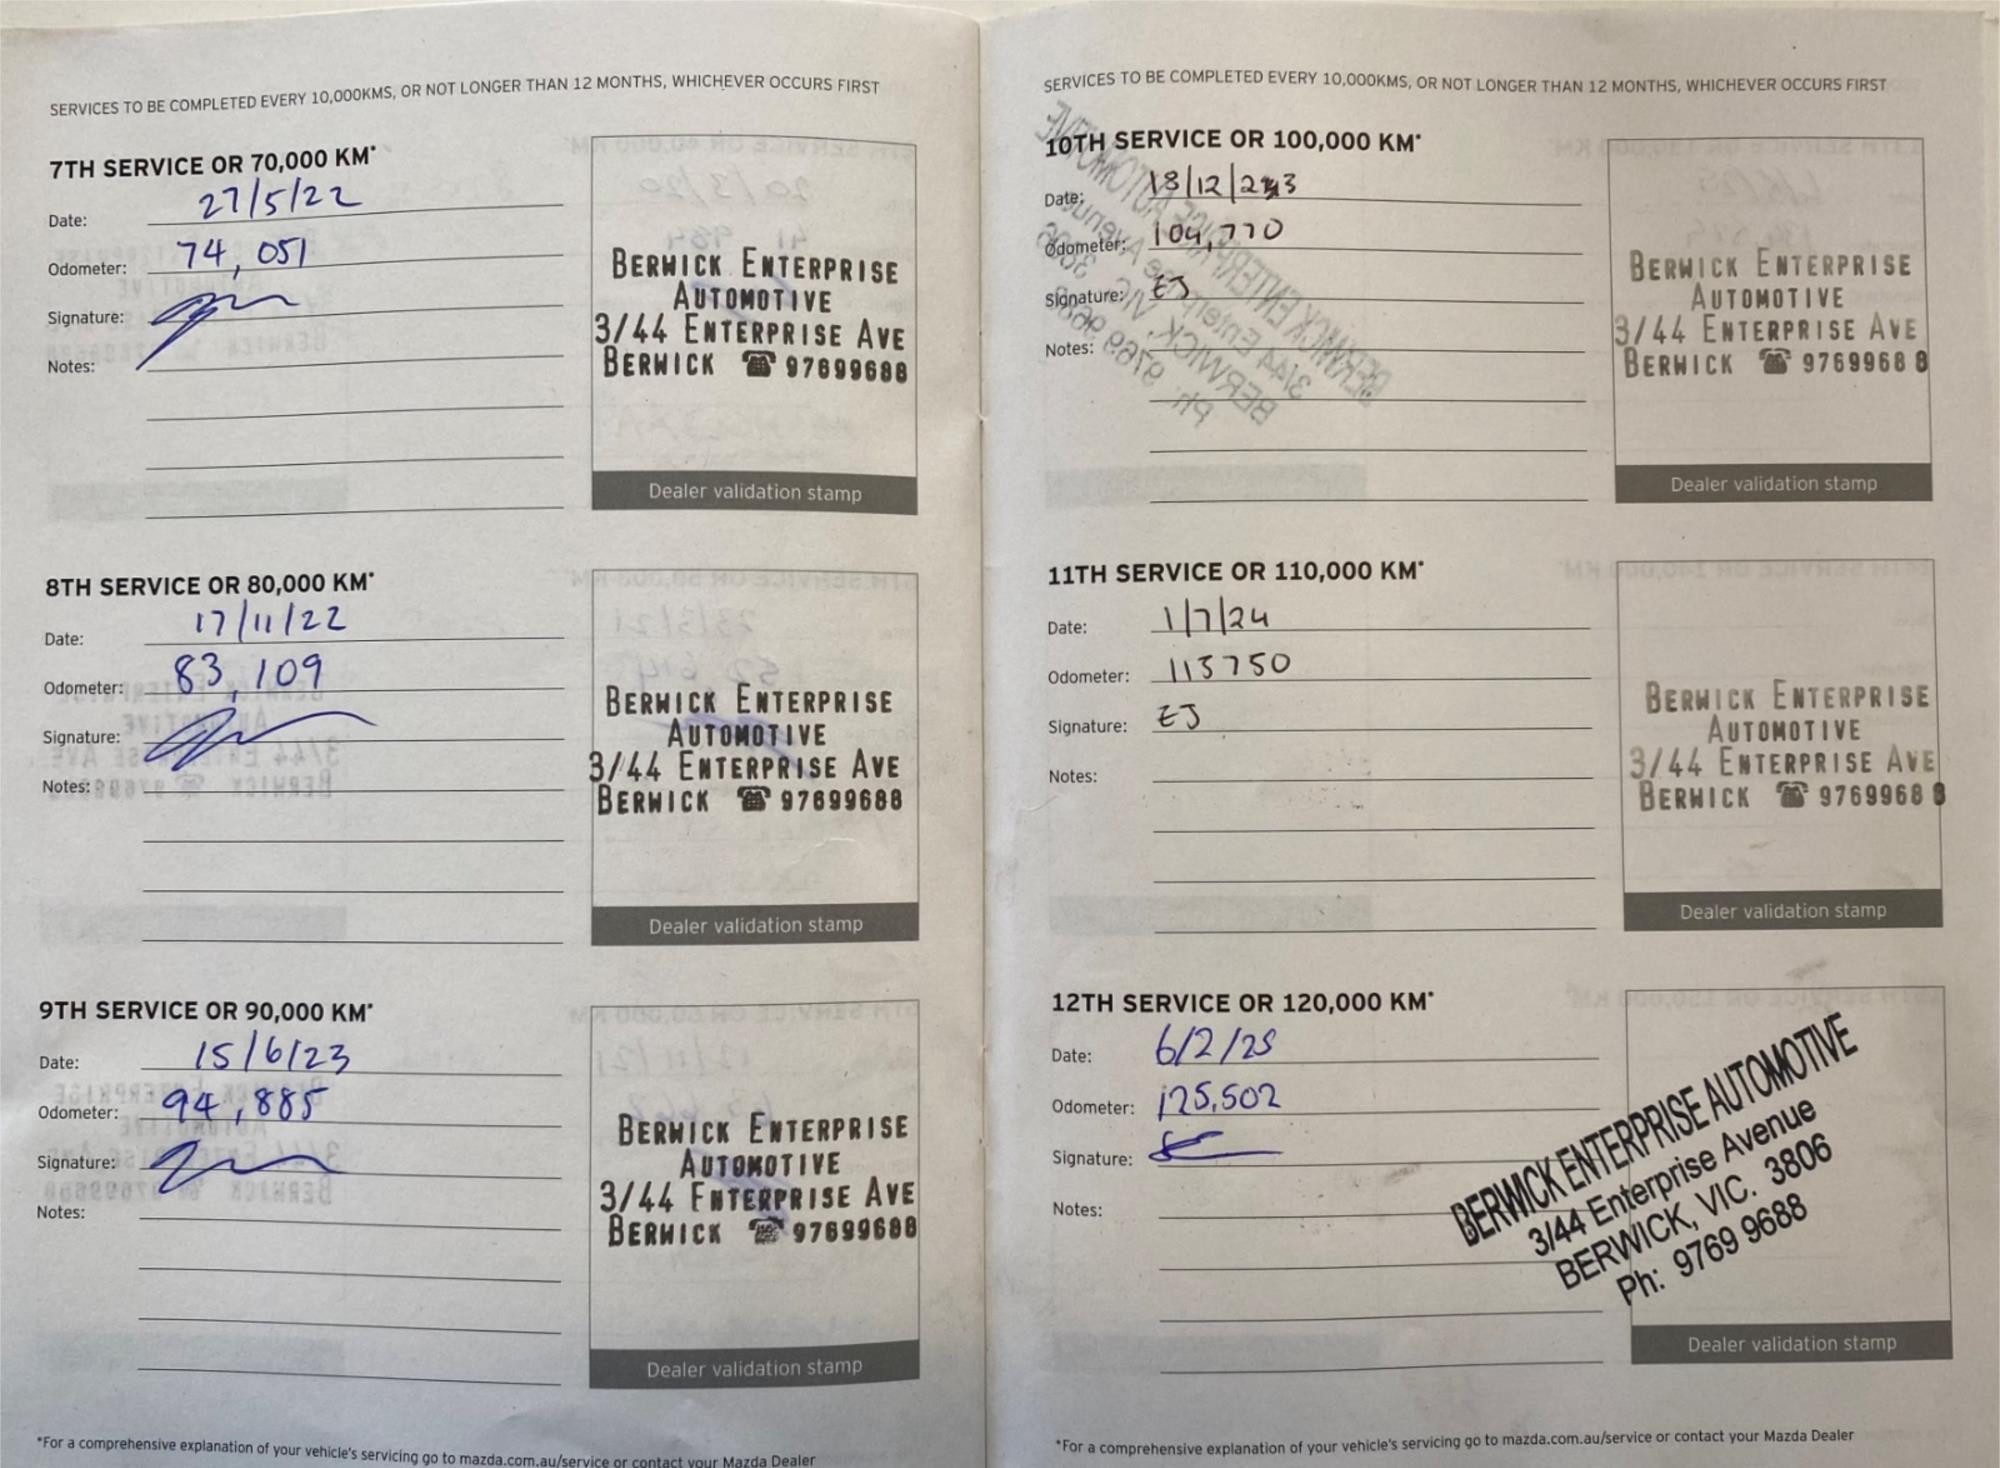 SERVICES TO BE COMPLETED EVERY 10,000KMS, OR NOT LONGER THAN 12 MONTHS, WHICHEVER OCCURS FIRST
7TH SERVICE OR 70,000 KM*
Date: 27/5/22
Odometer: 74,051
Signature:
Notes:
BERWICK ENTERPRISE
AUTOMOTIVE
3/44 ENTERPRISE AVE
BERWICK ☎ 97699688
Dealer validation stamp
8TH SERVICE OR 80,000 KM*
Date: 17/11/22
Odometer: 83,109
Signature:
Notes:
BERWICK ENTERPRISE
AUTOMOTIVE
3/44 ENTERPRISE AVE
BERWICK ☎ 97699688
Dealer validation stamp
9TH SERVICE OR 90,000 KM*
Date: 15/6/23
Odometer: 94,885
Signature:
Notes:
BERWICK ENTERPRISE
AUTOMOTIVE
3/44 ENTERPRISE AVE
BERWICK ☎ 97699688
Dealer validation stamp
*For a comprehensive explanation of your vehicle's servicing go to mazda.com.au/service or contact your Mazda Dealer
SERVICES TO BE COMPLETED EVERY 10,000KMS, OR NOT LONGER THAN 12 MONTHS, WHICHEVER OCCURS FIRST
10TH SERVICE OR 100,000 KM*
Date: 18/12/23
Odometer: 104,770
Signature: EJ
Notes:
BERWICK ENTERPRISE
AUTOMOTIVE
3/44 ENTERPRISE AVE
BERWICK ☎ 97699688
Dealer validation stamp
11TH SERVICE OR 110,000 KM*
Date: 1/7/24
Odometer: 115750
Signature: EJ
Notes:
BERWICK ENTERPRISE
AUTOMOTIVE
3/44 ENTERPRISE AVE
BERWICK ☎ 97699688
Dealer validation stamp
12TH SERVICE OR 120,000 KM*
Date: 6/2/25
Odometer: 125,502
Signature:
Notes:
BERWICK ENTERPRISE AUTOMOTIVE
3/44 Enterprise Avenue
BERWICK, VIC. 3806
Ph: 9769 9688
Dealer validation stamp
*For a comprehensive explanation of your vehicle's servicing go to mazda.com.au/service or contact your Mazda Dealer